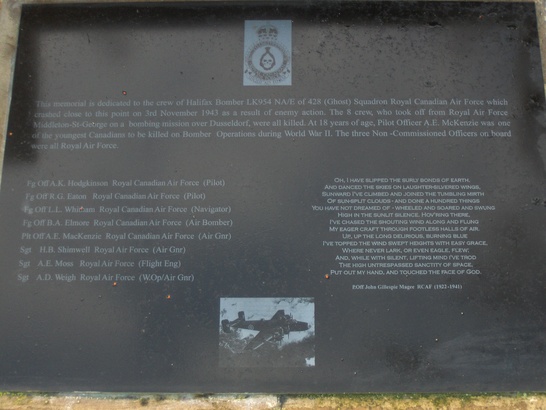 This memorial is dedicated to the crew of Halifax Bomber LK954 NA/E of 428 (Ghost) Squadron Royal Canadian Air Force which
crashed close to this point on 3rd November 1943 as a result of enemy action. The 8 crew, who took off from Royal Air Force
Middleton-St-George on a bombing mission over Dusseldorf, were all killed. At 18 years of age, Pilot Officer A.E. McKenzie was one
of the youngest Canadians to be killed on Bomber Operations during World War II. The three Non-Commissioned Officers on board
were all Royal Air Force.
Fg Off A.K. Hodgkinson Royal Canadian Air Force (Pilot)
Fg Off R.G. Eaton Royal Canadian Air Force (Pilot)
Fg Off L.L. Whitham Royal Canadian Air Force (Navigator)
Fg Off B.A. Elmore Royal Canadian Air Force (Air Bomber)
Plt Off A.E. MacKenzie Royal Canadian Air Force (Air Gnr)
Sgt H.B. Shimwell Royal Air Force (Air Gnr)
Sgt A.E. Moss Royal Air Force (Flight Eng)
Sgt A.D. Weigh Royal Air Force (W.Op/Air Gnr)
OH, I HAVE SLIPPED THE SURLY BONDS OF EARTH,
AND DANCED THE SKIES ON LAUGHTER-SILVERED WINGS,
SUNWARD I'VE CLIMBED AND JOINED THE TUMBLING MIRTH
OF SUN-SPLIT CLOUDS - AND DONE A HUNDRED THINGS
YOU HAVE NOT DREAMED OF - WHEELED AND SOARED AND SWUNG
HIGH IN THE SUNLIT SILENCE. HOV'RING THERE,
I'VE CHASED THE SHOUTING WIND ALONG AND FLUNG
MY EAGER CRAFT THROUGH FOOTLESS HALLS OF AIR.
UP, UP THE LONG DELIRIOUS, BURNING BLUE
I'VE TOPPED THE WIND SWEPT HEIGHTS WITH EASY GRACE,
WHERE NEVER LARK, OR EVEN EAGLE, FLEW;
AND, WHILE WITH SILENT, LIFTING MIND I'VE TROD
THE HIGH UNTRESPASSED SANCTITY OF SPACE,
PUT OUT MY HAND, AND TOUCHED THE FACE OF GOD.
John Gillespie Magee RCAF (1922-1941)